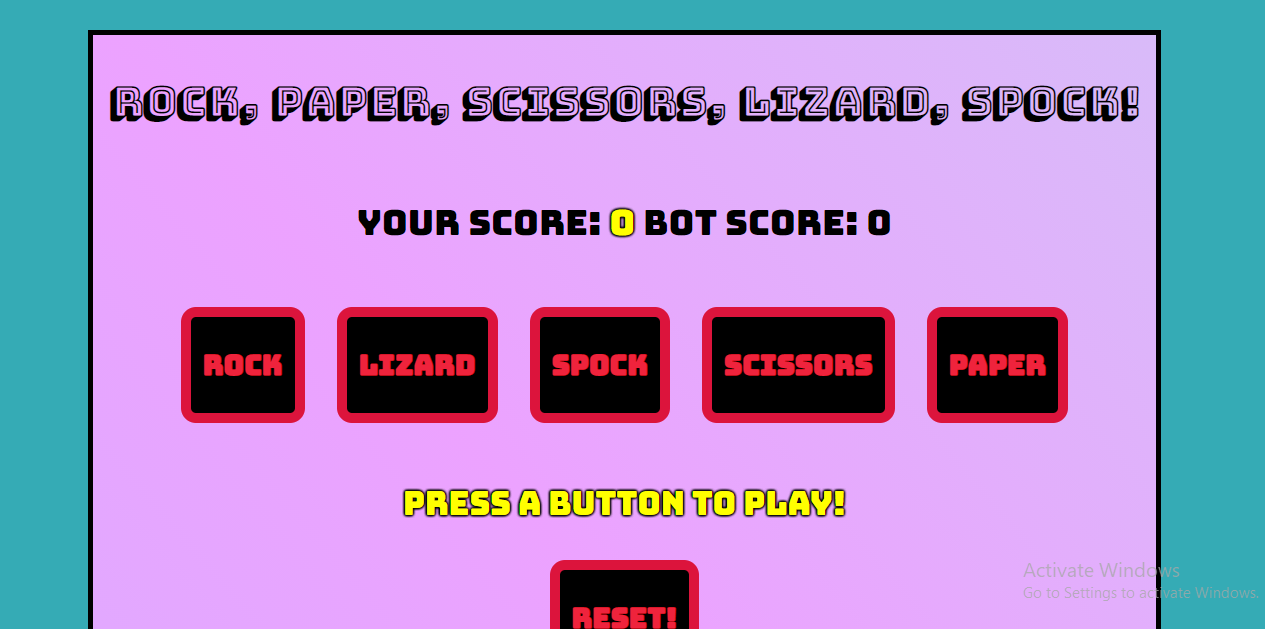 ROCK, PAPER, SCISSORS, LIZARD, SPOCK!
YOUR SCORE: 0 BOT SCORE: 0
ROCK LIZARD SPOCK SCISSORS PAPER
PRESS A BUTTON TO PLAY!
RESET!
Activate Windows
Go to Settings to activate Windows.